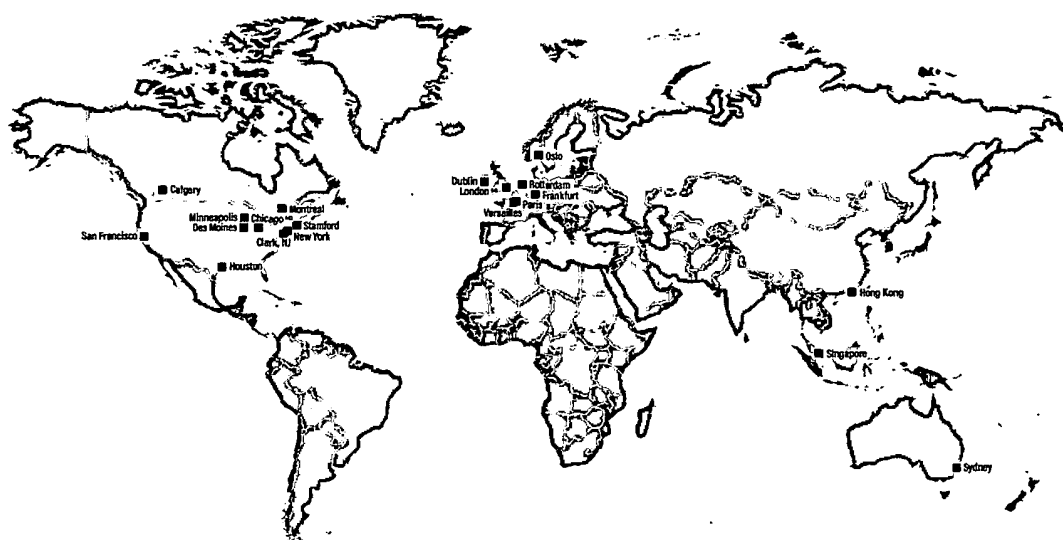 Oslo
Dublin
Rotterdam
London
Frankfurt
Calgary
Paris
Versailles
Montreal
Minneapolis
Chicago
Stamford
Des Moines
New York
San Francisco
Clark, NJ
Houston
Hong Kong
Singapore
Sydney